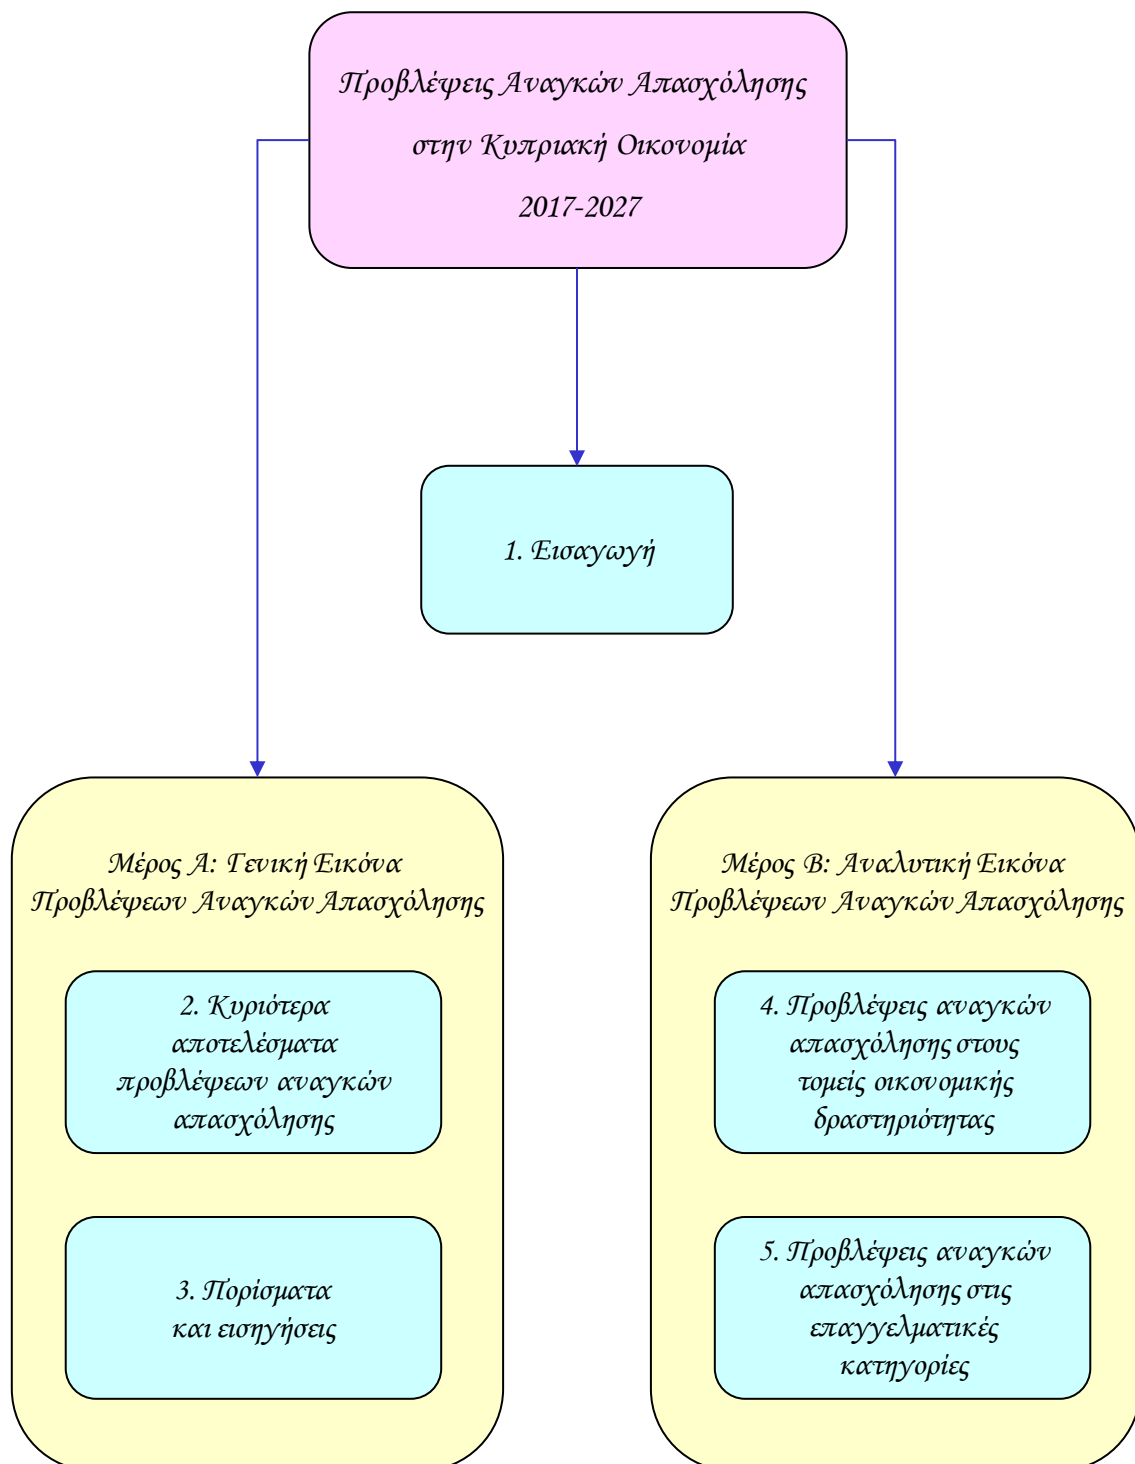 Προβλέψεις Αναγκών Απασχόλησης
στην Κυπριακή Οικονομία
2017-2027
1. Εισαγωγή
Μέρος Α: Γενική Εικόνα
Προβλέψεων Αναγκών Απασχόλησης
2. Κυριότερα
αποτελέσματα
προβλέψεων αναγκών
απασχόλησης
3. Πορίσματα
και εισηγήσεις
Μέρος Β: Αναλυτική Εικόνα
Προβλέψεων Αναγκών Απασχόλησης
4. Προβλέψεις αναγκών
απασχόλησης στους
τομείς οικονομικής
δραστηριότητας
5. Προβλέψεις αναγκών
απασχόλησης στις
επαγγελματικές
κατηγορίες